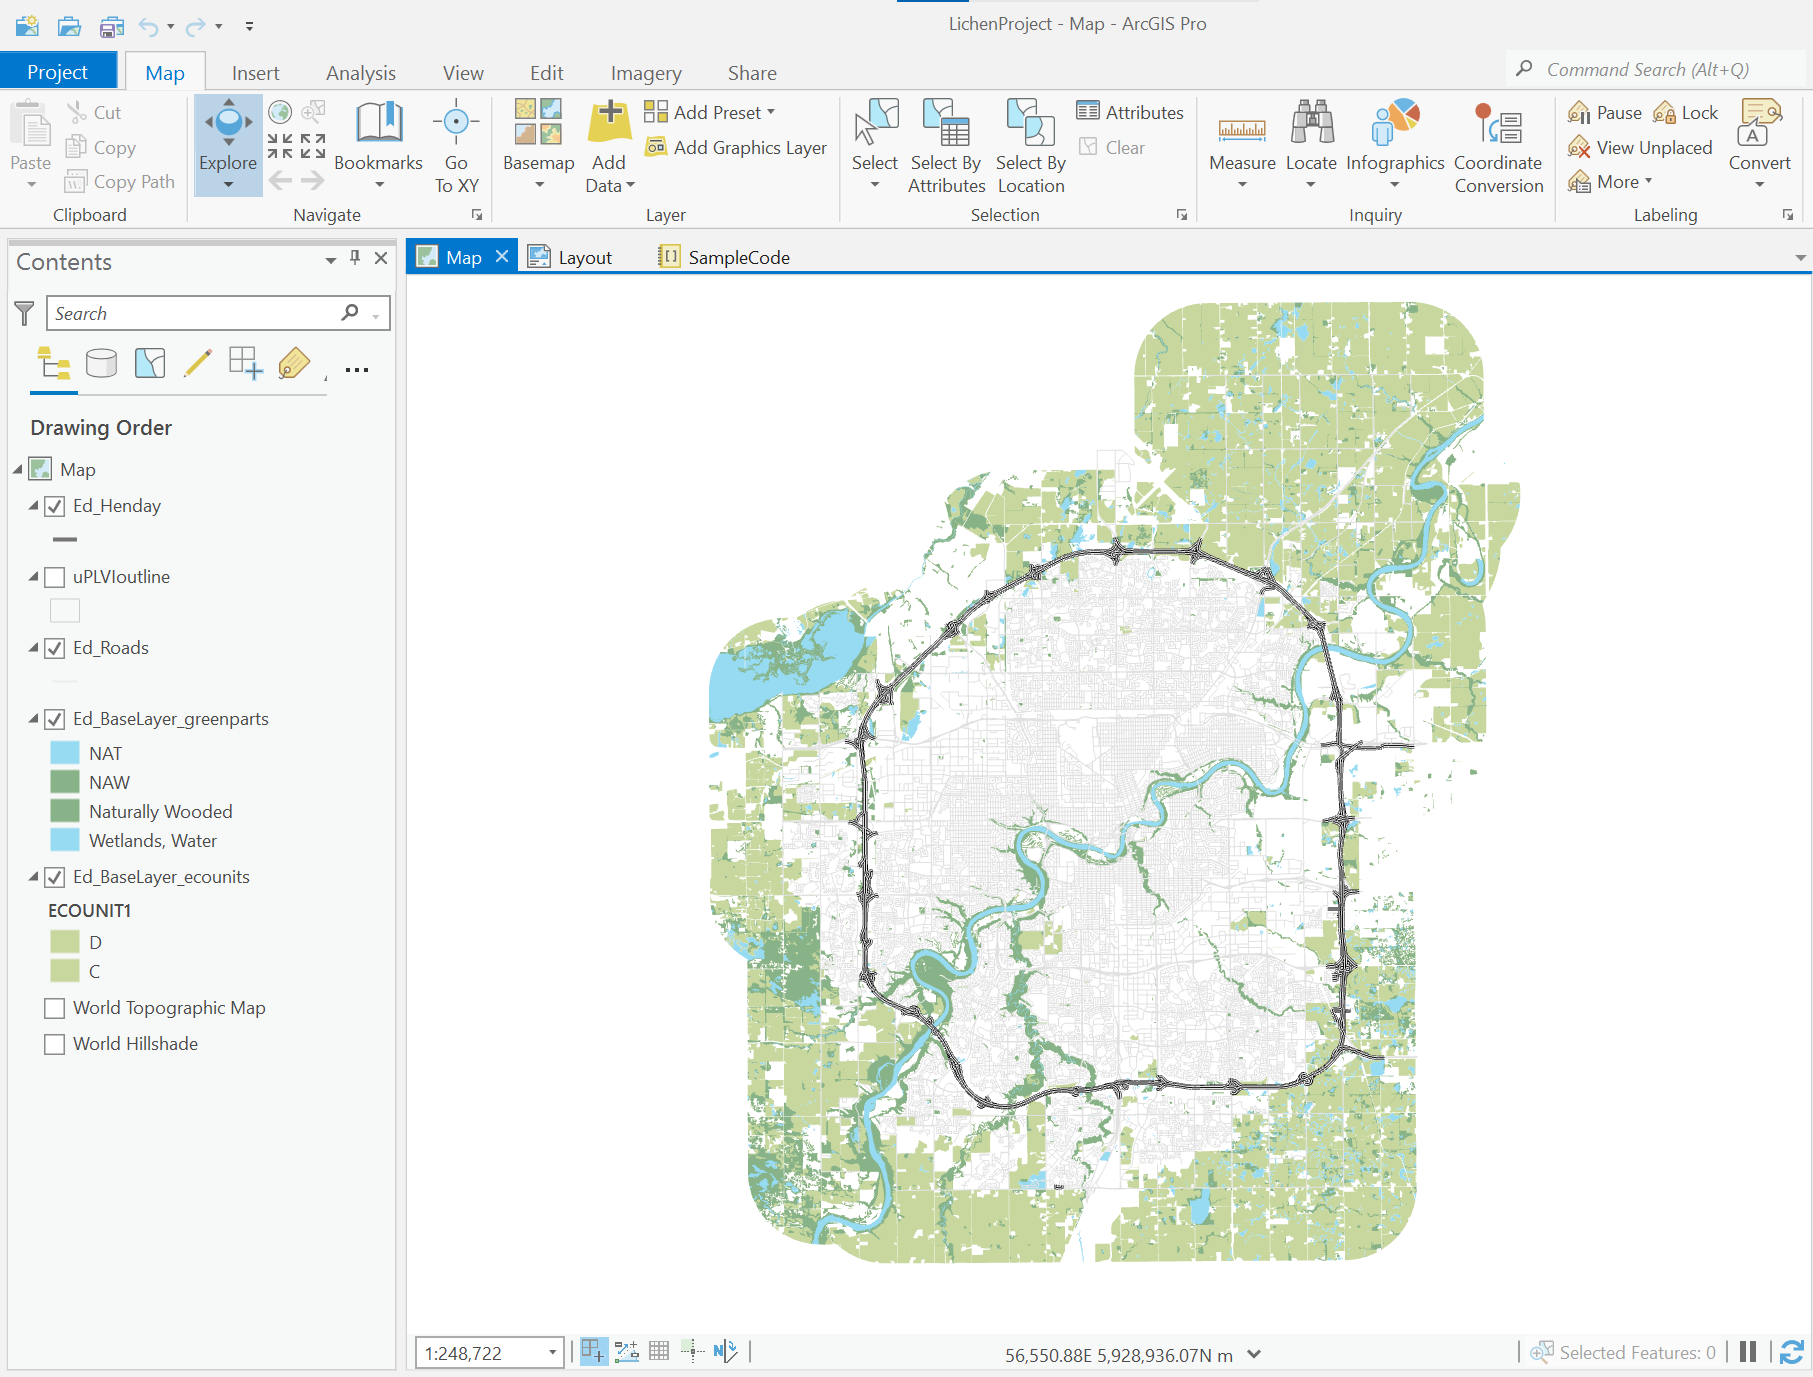 LichenProject - Map - ArcGIS Pro
Project Map Insert Analysis View Edit Imagery Share
Command Search (Alt+Q)
Paste
Cut
Copy
Copy Path
Clipboard
Explore
Bookmarks
Go
To XY
Navigate
Basemap
Add
Data
Add Preset
Add Graphics Layer
Layer
Select
Select By
Attributes
Select By
Location
Attributes
Clear
Selection
Measure
Locate
Infographics
Coordinate
Conversion
Inquiry
Pause
Lock
View Unplaced
More
Convert
Labeling
Contents
Search
Drawing Order
Map
Ed_Henday
uPLVIoutline
Ed_Roads
Ed_BaseLayer_greenparts
NAT
NAW
Naturally Wooded
Wetlands, Water
Ed_BaseLayer_ecounits
ECOUNIT1
D
C
World Topographic Map
World Hillshade
Map
Layout
SampleCode
1:248,722
56,550.88E 5,928,936.07N m
Selected Features: 0